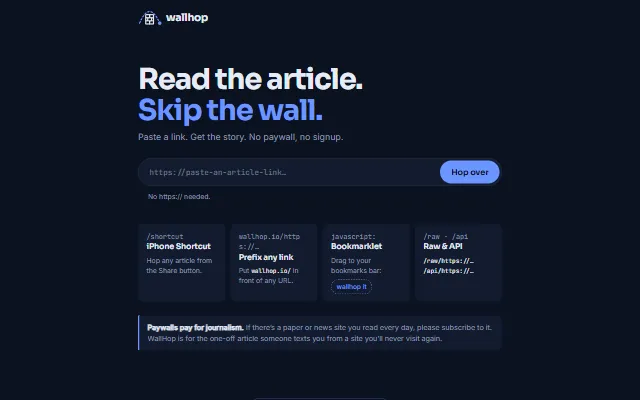 wallhop
Read the article.
Skip the wall.
Paste a link. Get the story. No paywall, no signup.
https://paste-an-article-link…
Hop over
No https:// needed.
/shortcut
iPhone Shortcut
Hop any article from
the Share button.
wallhop.io/http
s://…
Prefix any link
Put wallhop.io/ in
front of any URL.
javascript:
Bookmarklet
Drag to your
bookmarks bar:
wallhop it
/raw · /api
Raw & API
/raw/https://…
/api/https://…
Paywalls pay for journalism. If there's a paper or news site you read every day, please subscribe to it.
WallHop is for the one-off article someone texts you from a site you'll never visit again.